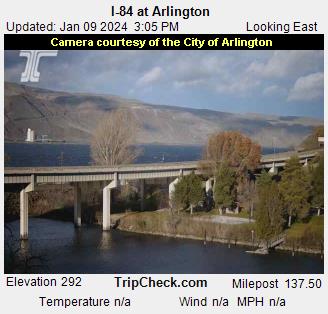 I-84 at Arlington
Updated: Jan 09 2024 3:05 PM Looking East
Camera courtesy of the City of Arlington
Elevation 292 TripCheck.com Milepost 137.50
Temperature n/a Wind n/a MPH n/a